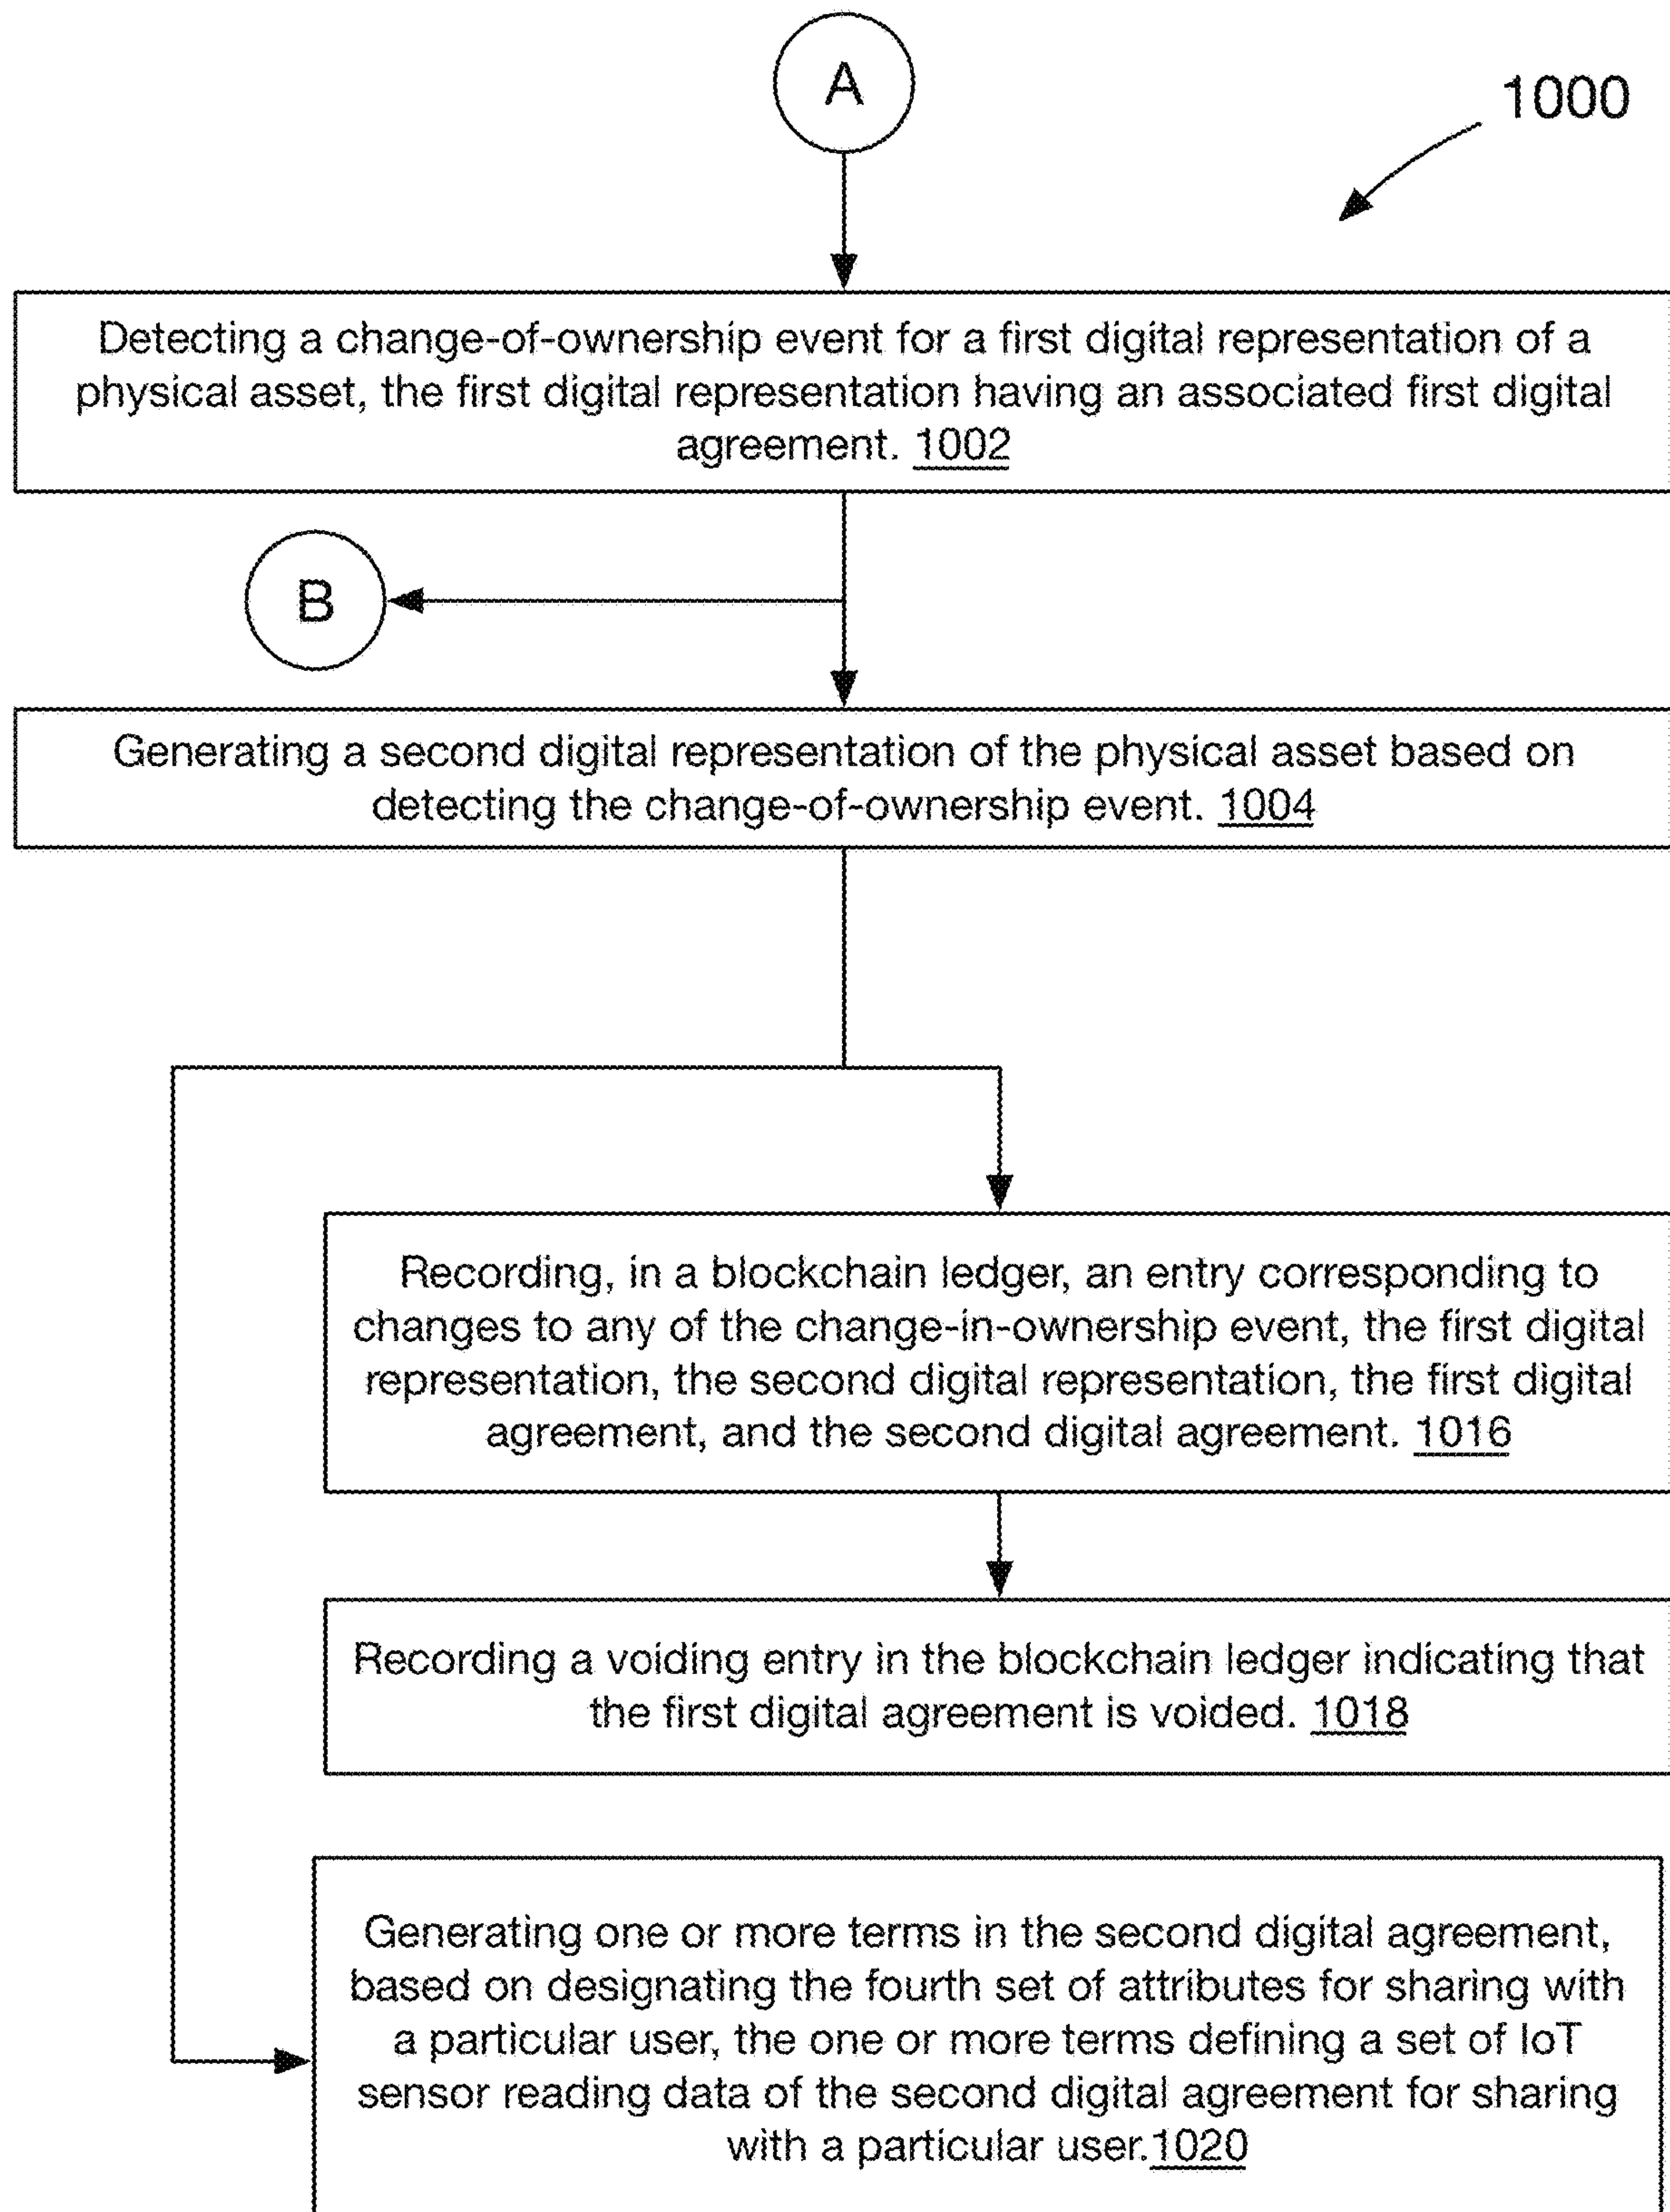 A
1000
Detecting a change-of-ownership event for a first digital representation of a
physical asset, the first digital representation having an associated first digital
agreement. 1002
B
Generating a second digital representation of the physical asset based on
detecting the change-of-ownership event. 1004
Recording, in a blockchain ledger, an entry corresponding to
changes to any of the change-in-ownership event, the first digital
representation, the second digital representation, the first digital
agreement, and the second digital agreement. 1016
Recording a voiding entry in the blockchain ledger indicating that
the first digital agreement is voided. 1018
Generating one or more terms in the second digital agreement,
based on designating the fourth set of attributes for sharing with
a particular user, the one or more terms defining a set of IoT
sensor reading data of the second digital agreement for sharing
with a particular user.1020